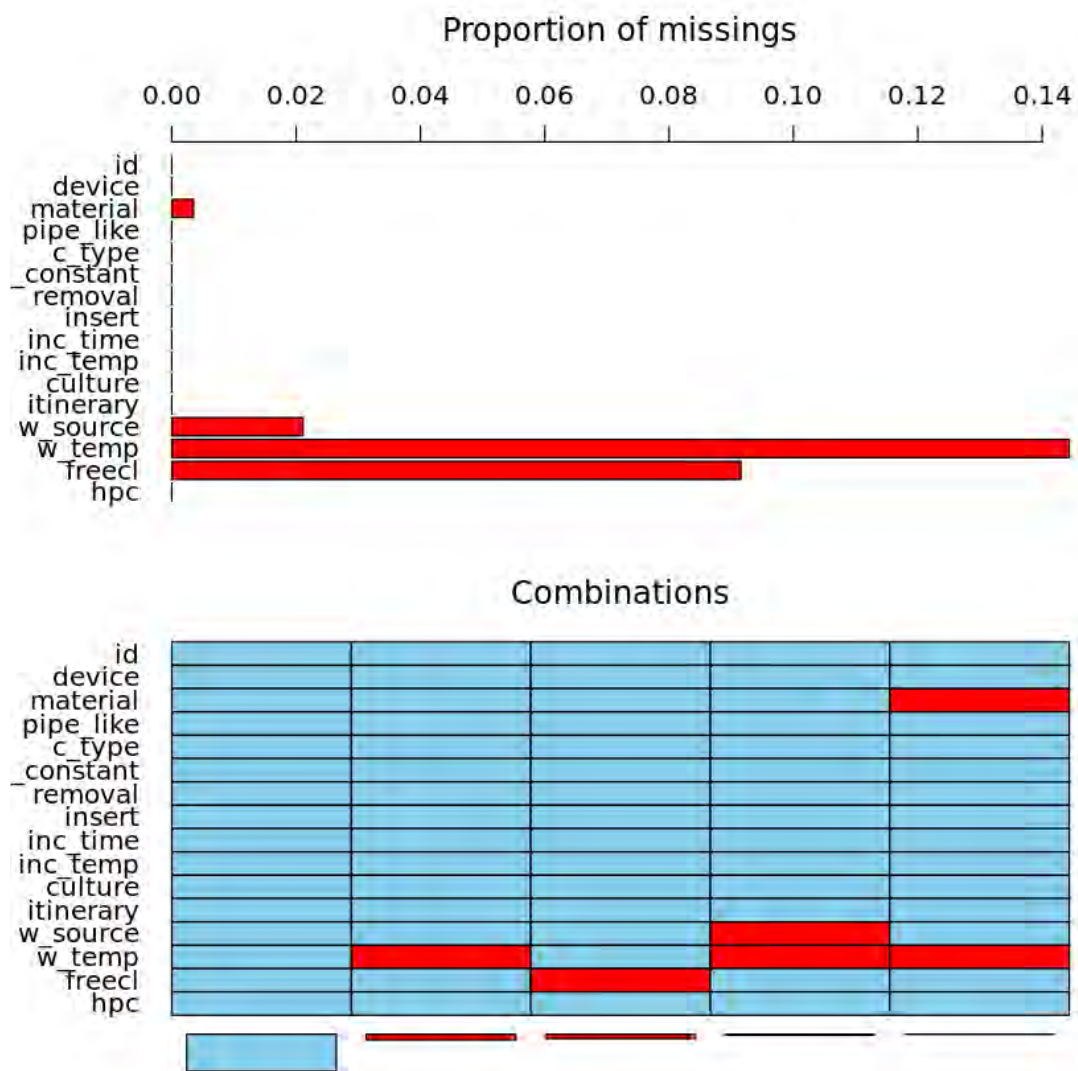 Proportion of missings
0.00 0.02 0.04 0.06 0.08 0.10 0.12 0.14
id
device
material
pipe_like
c_type
_constant
removal
insert
inc_time
inc_temp
culture
itinerary
w_source
w_temp
freecl
hpc
Combinations
id
device
material
pipe_like
c_type
_constant
removal
insert
inc_time
inc_temp
culture
itinerary
w_source
w_temp
freecl
hpc